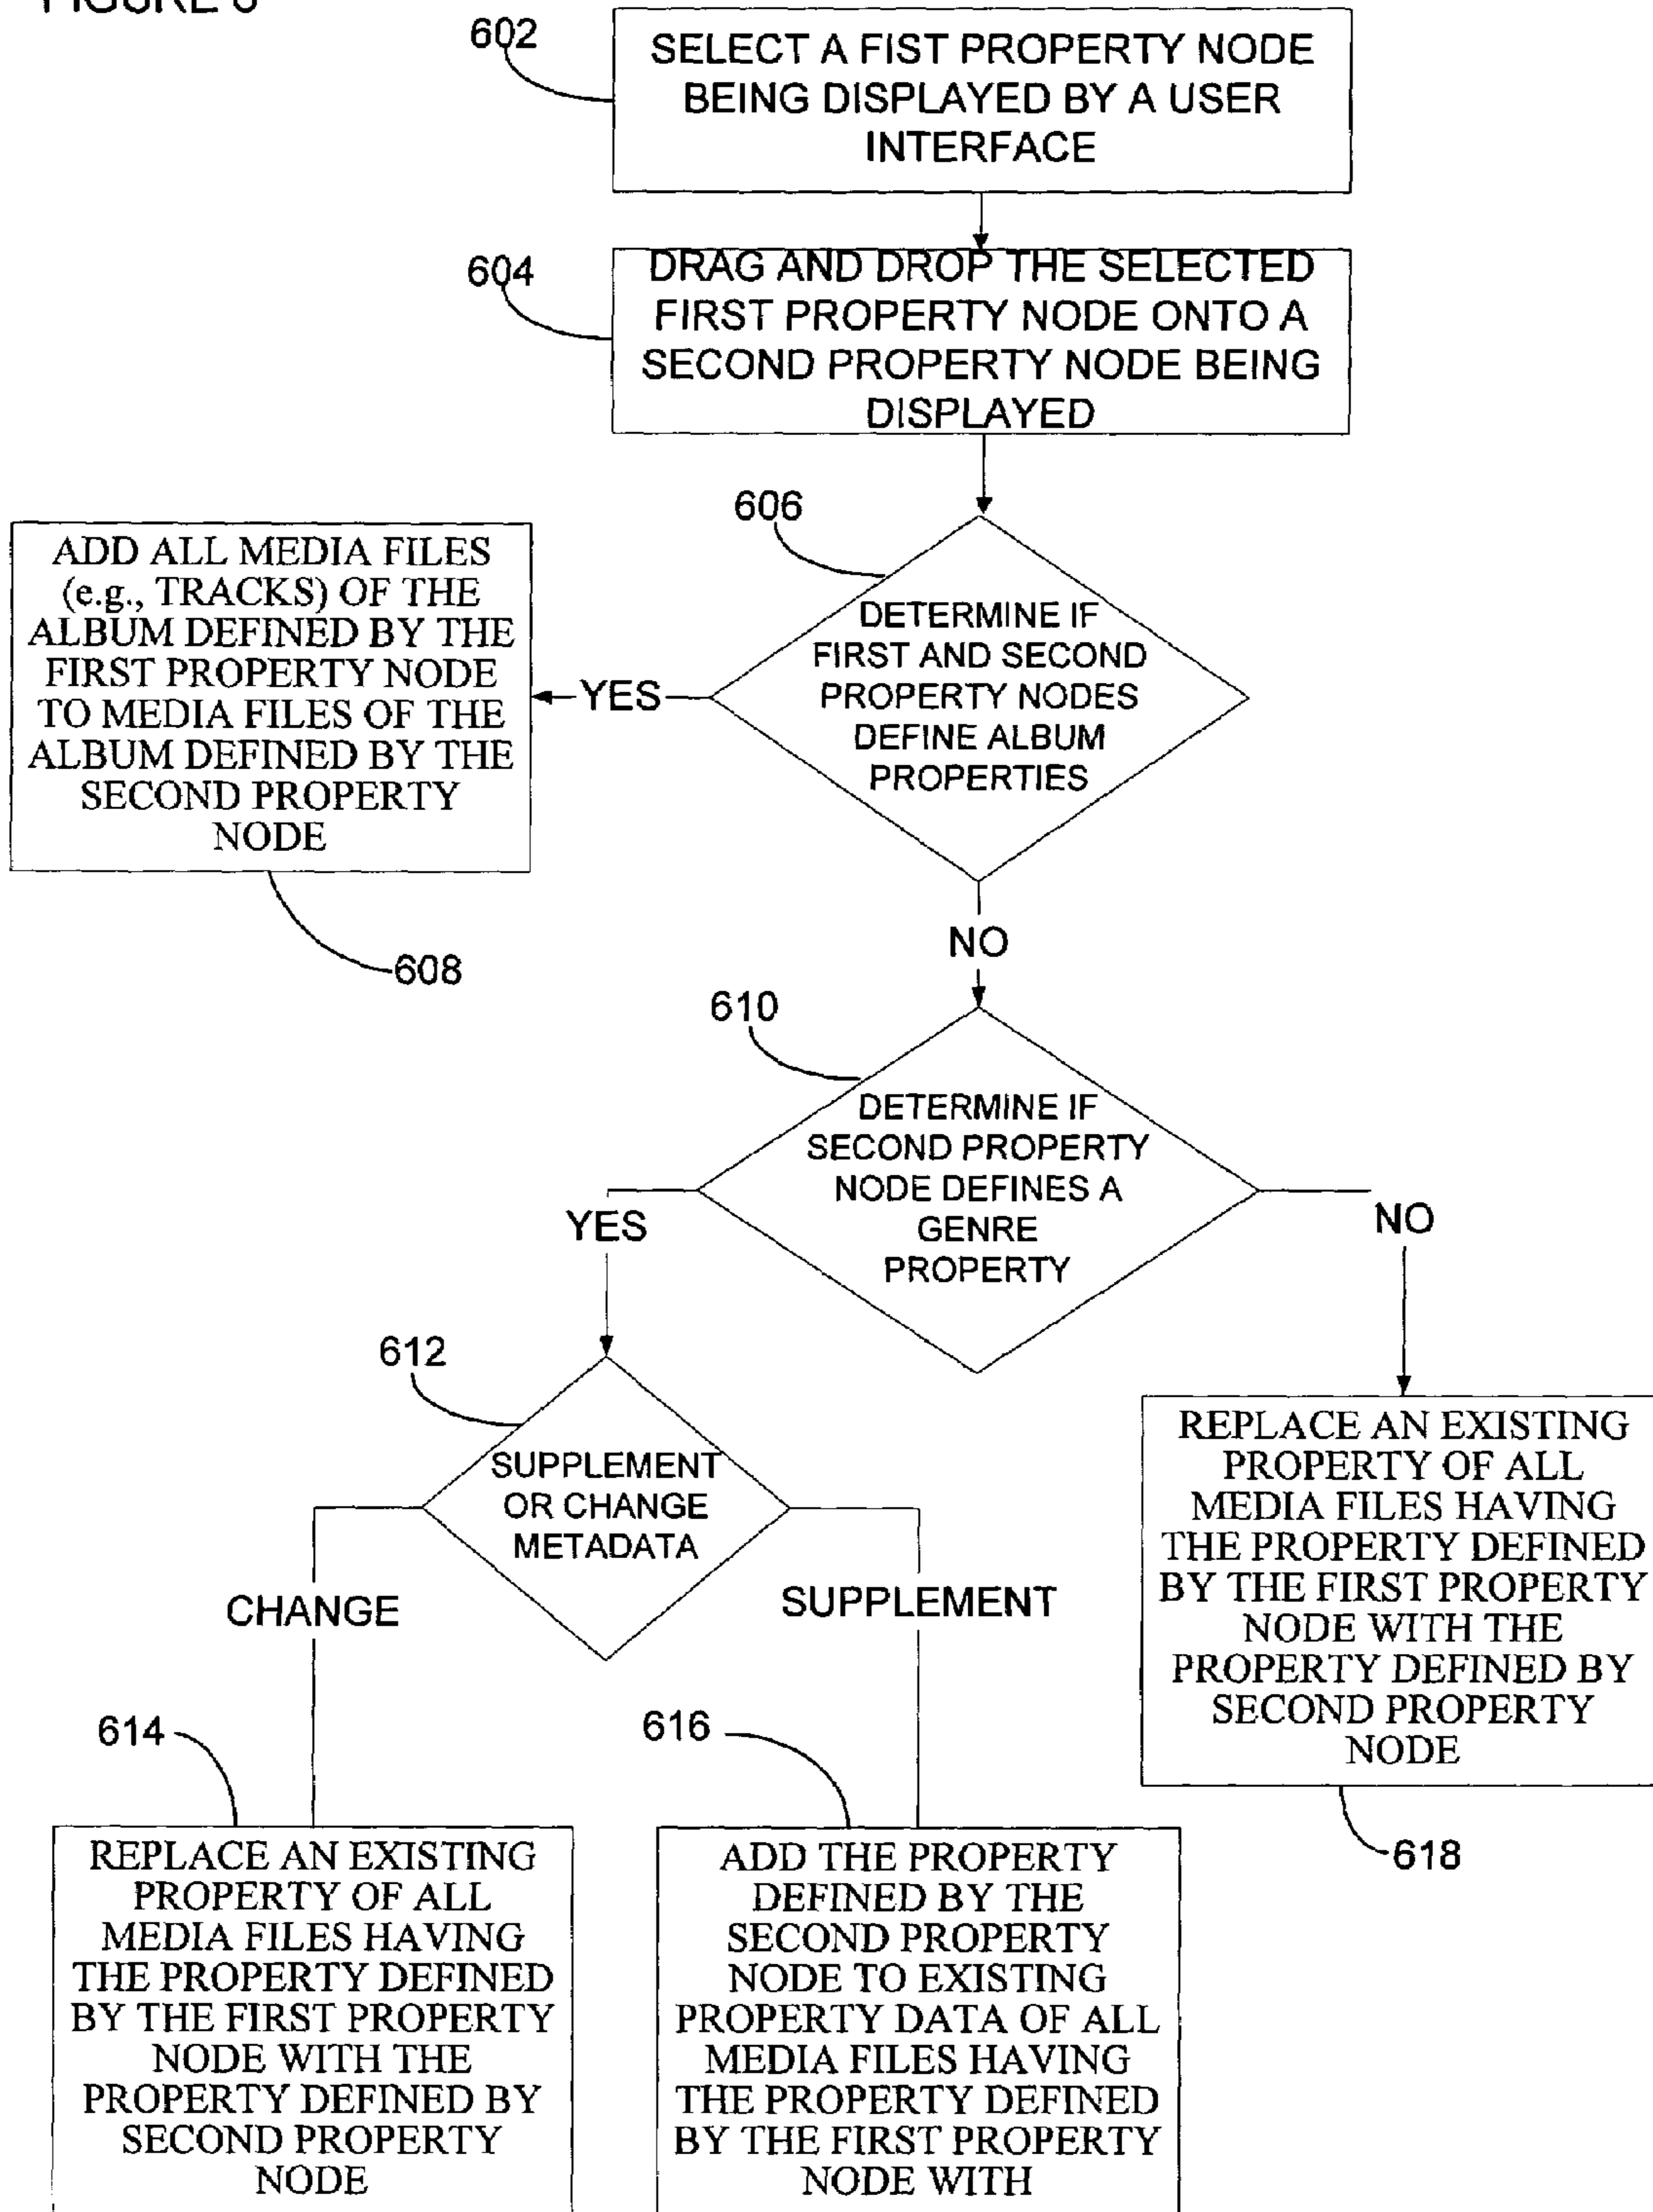 602
SELECT A FIST PROPERTY NODE
BEING DISPLAYED BY A USER
INTERFACE
604
DRAG AND DROP THE SELECTED
FIRST PROPERTY NODE ONTO A
SECOND PROPERTY NODE BEING
DISPLAYED
606
DETERMINE IF
FIRST AND SECOND
PROPERTY NODES
DEFINE ALBUM
PROPERTIES
YES
ADD ALL MEDIA FILES
(e.g., TRACKS) OF THE
ALBUM DEFINED BY THE
FIRST PROPERTY NODE
TO MEDIA FILES OF THE
ALBUM DEFINED BY THE
SECOND PROPERTY
NODE
608
NO
610
DETERMINE IF
SECOND PROPERTY
NODE DEFINES A
GENRE
PROPERTY
YES
NO
612
SUPPLEMENT
OR CHANGE
METADATA
CHANGE
SUPPLEMENT
REPLACE AN EXISTING
PROPERTY OF ALL
MEDIA FILES HAVING
THE PROPERTY DEFINED
BY THE FIRST PROPERTY
NODE WITH THE
PROPERTY DEFINED BY
SECOND PROPERTY
NODE
618
614
REPLACE AN EXISTING
PROPERTY OF ALL
MEDIA FILES HAVING
THE PROPERTY DEFINED
BY THE FIRST PROPERTY
NODE WITH THE
PROPERTY DEFINED BY
SECOND PROPERTY
NODE
616
ADD THE PROPERTY
DEFINED BY THE
SECOND PROPERTY
NODE TO EXISTING
PROPERTY DATA OF ALL
MEDIA FILES HAVING
THE PROPERTY DEFINED
BY THE FIRST PROPERTY
NODE WITH